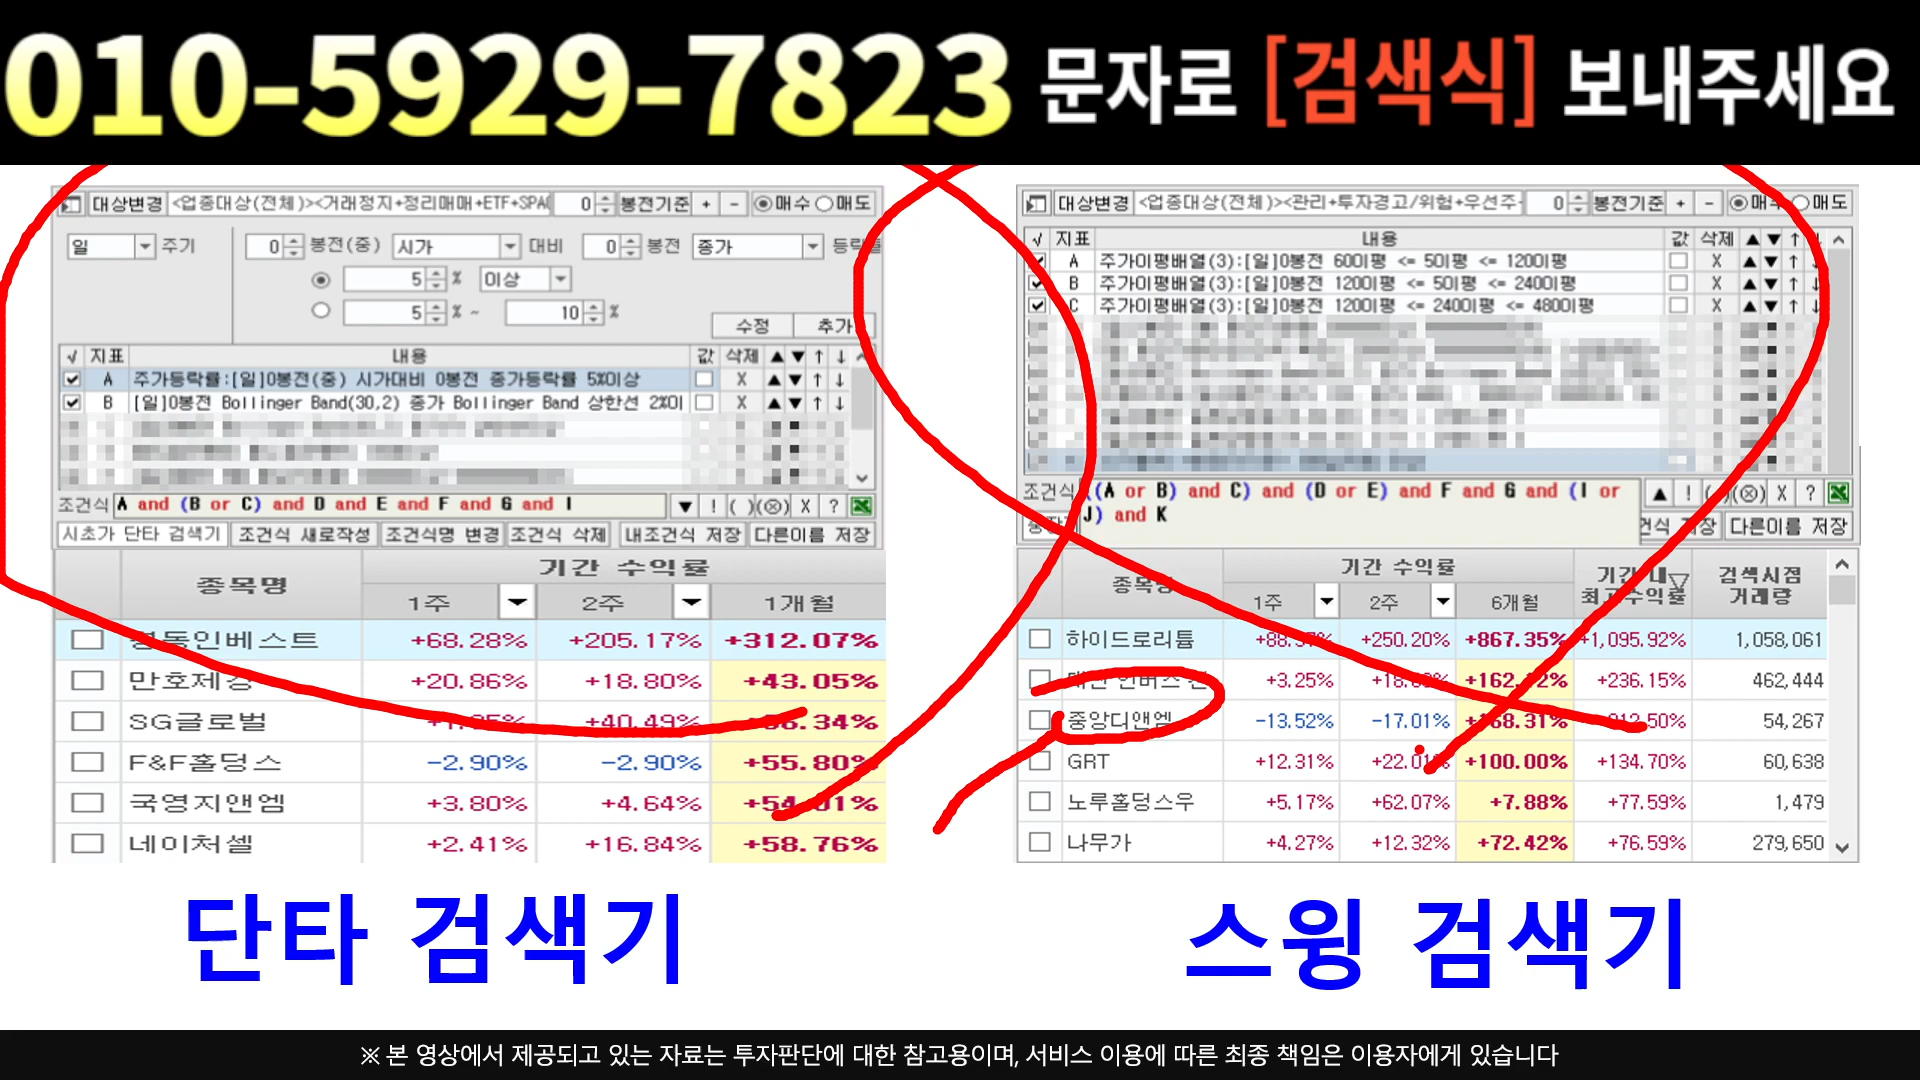 010-5929-7823 문자로 [검색식] 보내주세요
대상변경 <업종대상(전체)><거래정지+정리매매+ETF+SPA 0 봉전기준 + - 매수 매도
일 주기 0 봉전(중) 시가 대비 0 봉전 종가
5 % 이상
5 % ~ 10 %
수정 추가
√ 지표 내용 값 삭제 ▲ ▼ ↑ ↓
A 주가등락률:[일]0봉전(중) 시가대비 0봉전 종가등락률 5%이상 X ▲ ▼ ↑ ↓
B [일]0봉전 Bollinger Band(30,2) 종가 Bollinger Band 상한선 2%이 X ▲ ▼ ↑ ↓
조건식 A and (B or C) and D and E and F and G and I ▼ ! ( ) (⊗) X ?
시초가 단타 검색기 조건식 새로작성 조건식명 변경 조건식 삭제 내조건식 저장 다른이름 저장
종목명 기간 수익률
1주 2주 1개월
인베스트 +68.28% +205.17% +312.07%
만호제강 +20.86% +18.80% +43.05%
SG글로벌 +40.49%
F&F홀딩스 -2.90% -2.90% +55.80%
국영지앤엠 +3.80% +4.64%
네이처셀 +2.41% +16.84% +58.76%
단타 검색기
대상변경 <업종대상(전체)><관리+투자경고/위험+우선주+ 0 봉전기준 + - 매수 매도
√ 지표 내용 값 삭제 ▲ ▼ ↑ ↓
A 주가이평배열(3):[일]0봉전 60이평 <= 5이평 <= 120이평 X ▲ ▼ ↑ ↓
B 주가이평배열(3):[일]0봉전 120이평 <= 5이평 <= 240이평 X ▲ ▼ ↑ ↓
C 주가이평배열(3):[일]0봉전 120이평 <= 240이평 <= 480이평 X ▲ ▼ ↑ ↓
조건식 ((A or B) and C) and (D or E) and F and G and (I or ▲ ! ( ) (⊗) X ?
J) and K
저장 다른이름 저장
종목명 기간 수익률 기간 내 최고수익률 검색시점 거래량
1주 2주 6개월
하이드로리튬 +250.20% +867.35% +1,095.92% 1,058,061
+3.25% +236.15% 462,444
중앙디앤엠 -13.52% -17.01% 54,267
GRT +12.31% +100.00% +134.70% 60,638
노루홀딩스우 +5.17% +62.07% +7.88% +77.59% 1,479
나무가 +4.27% +12.32% +72.42% +76.59% 279,650
스윙 검색기
※ 본 영상에서 제공되고 있는 자료는 투자판단에 대한 참고용이며, 서비스 이용에 따른 최종 책임은 이용자에게 있습니다